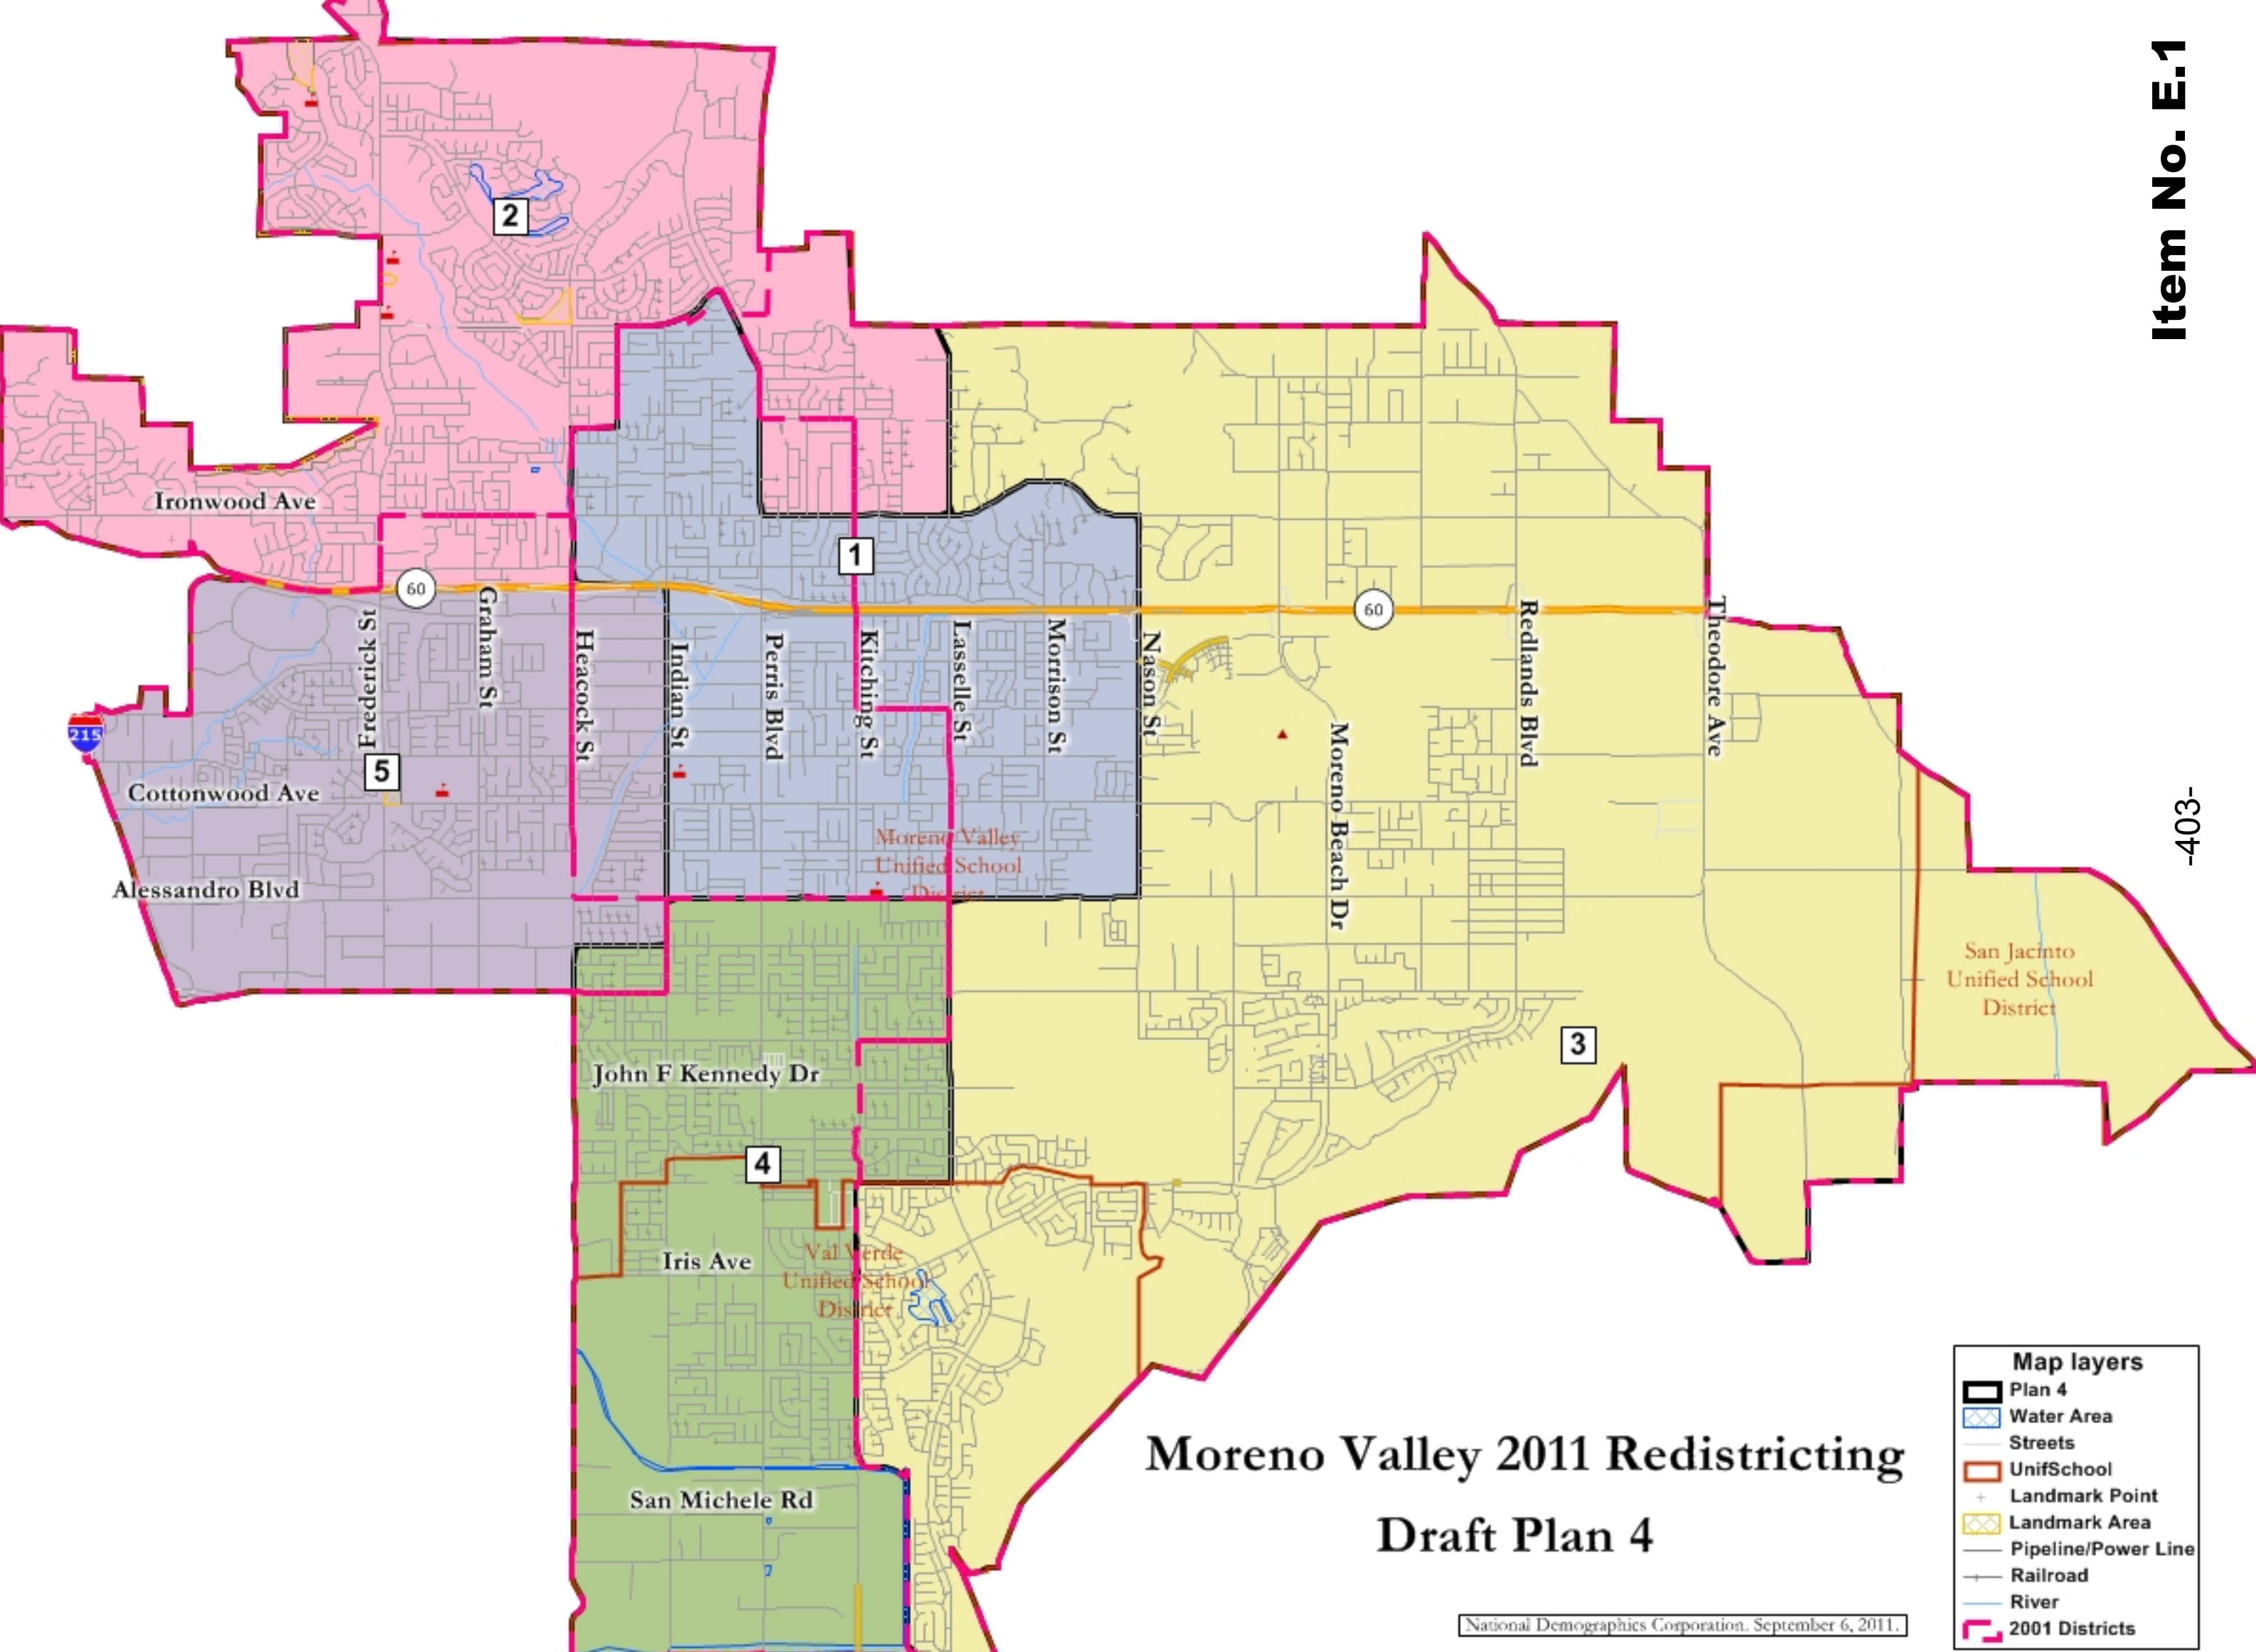 Item No. E.1
-403-
2
Ironwood Ave
1
60
60
Frederick St
Graham St
Heacock St
Indian St
Perris Blvd
Kitching St
Lasselle St
Morrison St
Nason St
Moreno Beach Dr
Redlands Blvd
Theodore Ave
215
5
Cottonwood Ave
Alessandro Blvd
Moreno Valley
Unified School
District
San Jacinto
Unified School
District
3
John F Kennedy Dr
4
Iris Ave
Val Verde
Unified School
District
San Michele Rd
Moreno Valley 2011 Redistricting
Draft Plan 4
National Demographics Corporation. September 6, 2011.
Map layers
Plan 4
Water Area
Streets
UnifSchool
Landmark Point
Landmark Area
Pipeline/Power Line
Railroad
River
2001 Districts